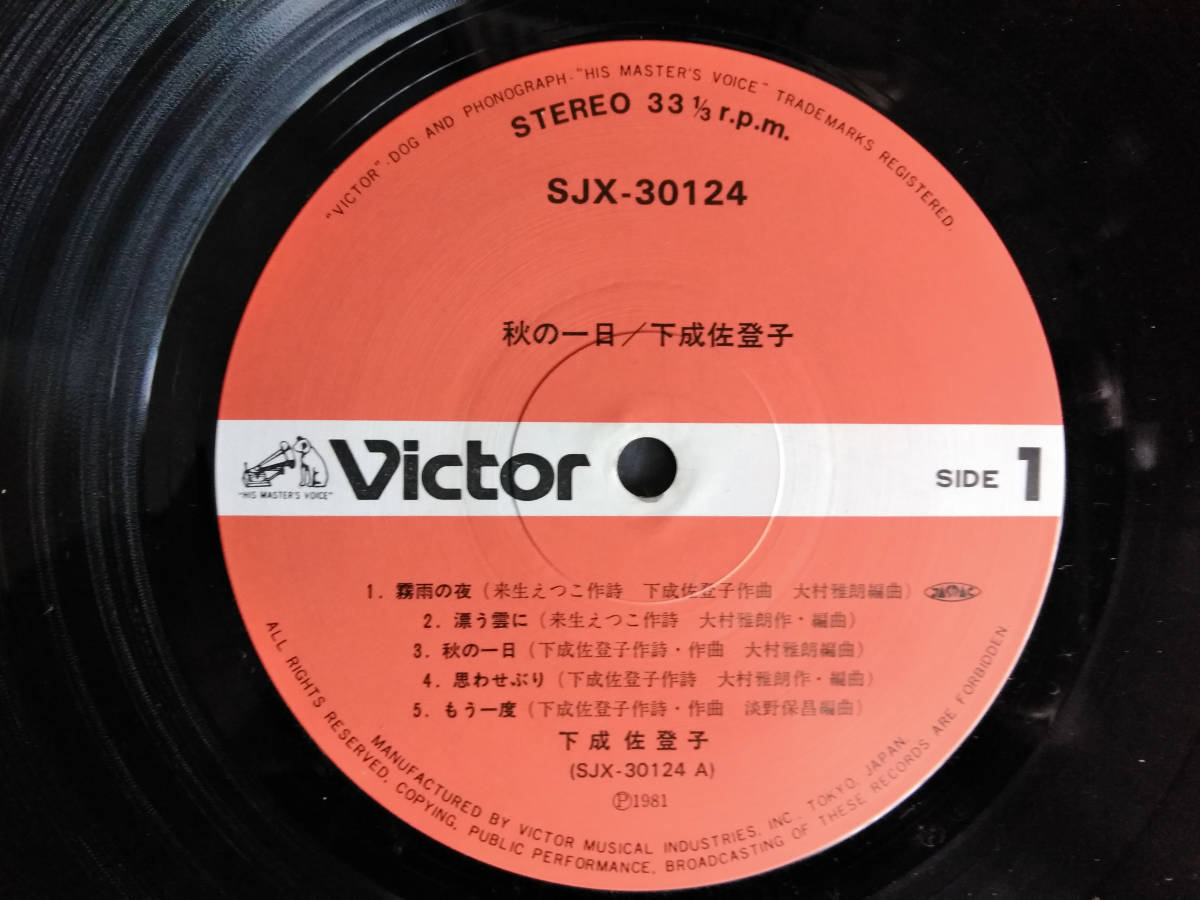 "VICTOR"·DOG AND PHONOGRAPH·"HIS MASTER'S VOICE" TRADEMARKS REGISTERED.
STEREO 33 1/3 r.p.m.
SJX-30124
秋の一日/下成佐登子
"HIS MASTER'S VOICE"
Victor
SIDE 1
1. 霧雨の夜(来生えつこ作詩 下成佐登子作曲 大村雅朗編曲) JASRAC
2. 漂う雲に(来生えつこ作詩 大村雅朗作・編曲)
3. 秋の一日(下成佐登子作詩・作曲 大村雅朗編曲)
4. 思わせぶり(下成佐登子作詩 大村雅朗作・編曲)
5. もう一度(下成佐登子作詩・作曲 淡野保昌編曲)
下成佐登子
(SJX-30124 A)
Ⓟ1981
MANUFACTURED BY VICTOR MUSICAL INDUSTRIES, INC. TOKYO, JAPAN.
ALL RIGHTS RESERVED, COPYING, PUBLIC PERFORMANCE, BROADCASTING OF THESE RECORDS ARE FORBIDDEN.